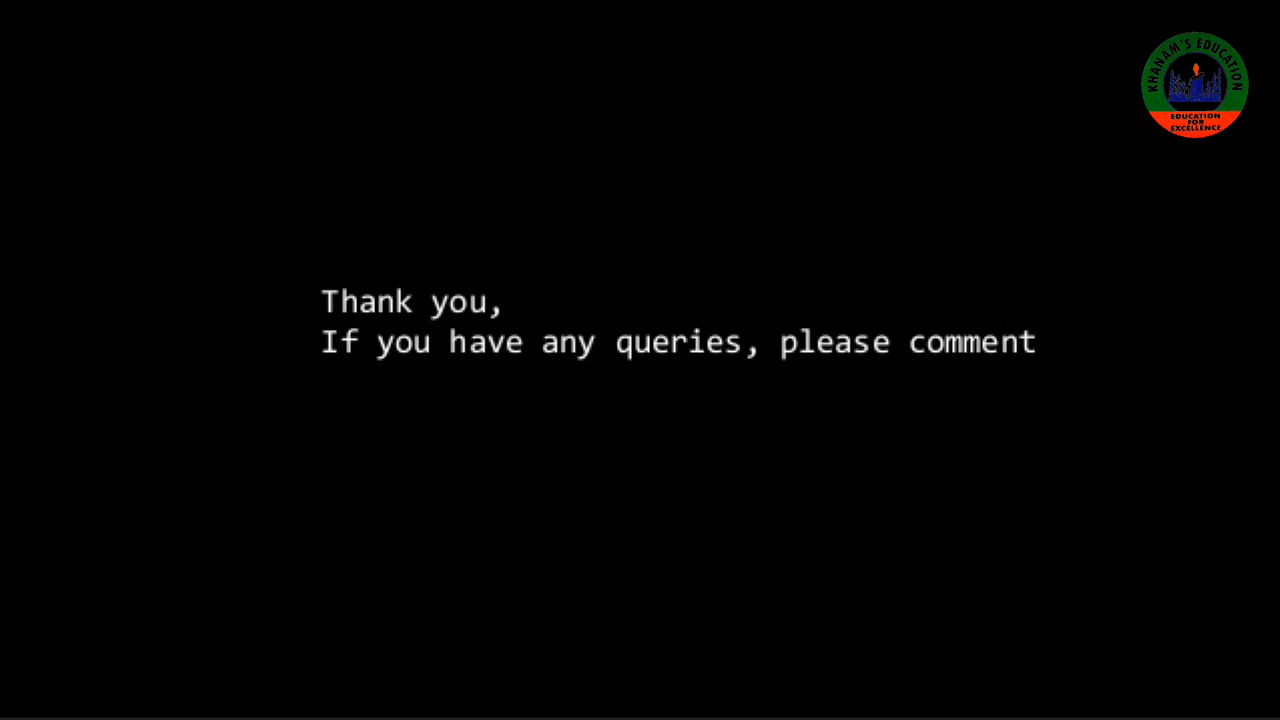 KHANAM'S EDUCATION
EDUCATION
FOR
EXCELLENCE
Thank you,
If you have any queries, please comment